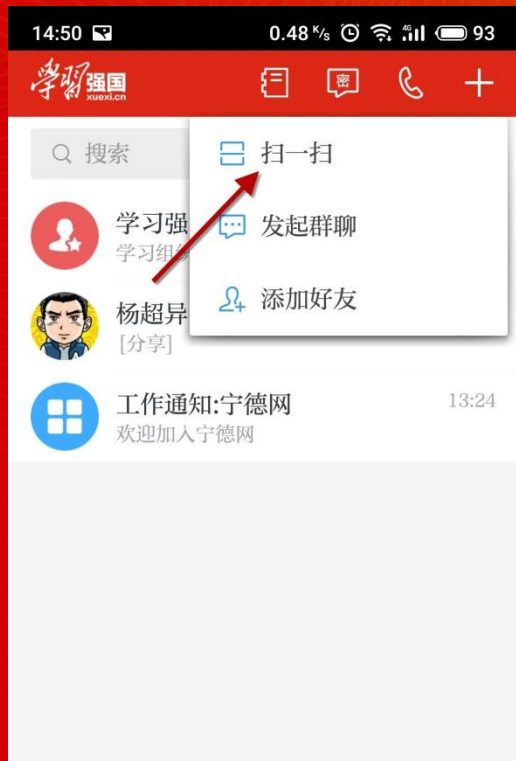 14:50 0.48 K/s 4G 93
学习强国
xuexi.cn
密
搜索
扫一扫
发起群聊
添加好友
学习强
学习组
杨超异
[分享]
工作通知:宁德网 13:24
欢迎加入宁德网